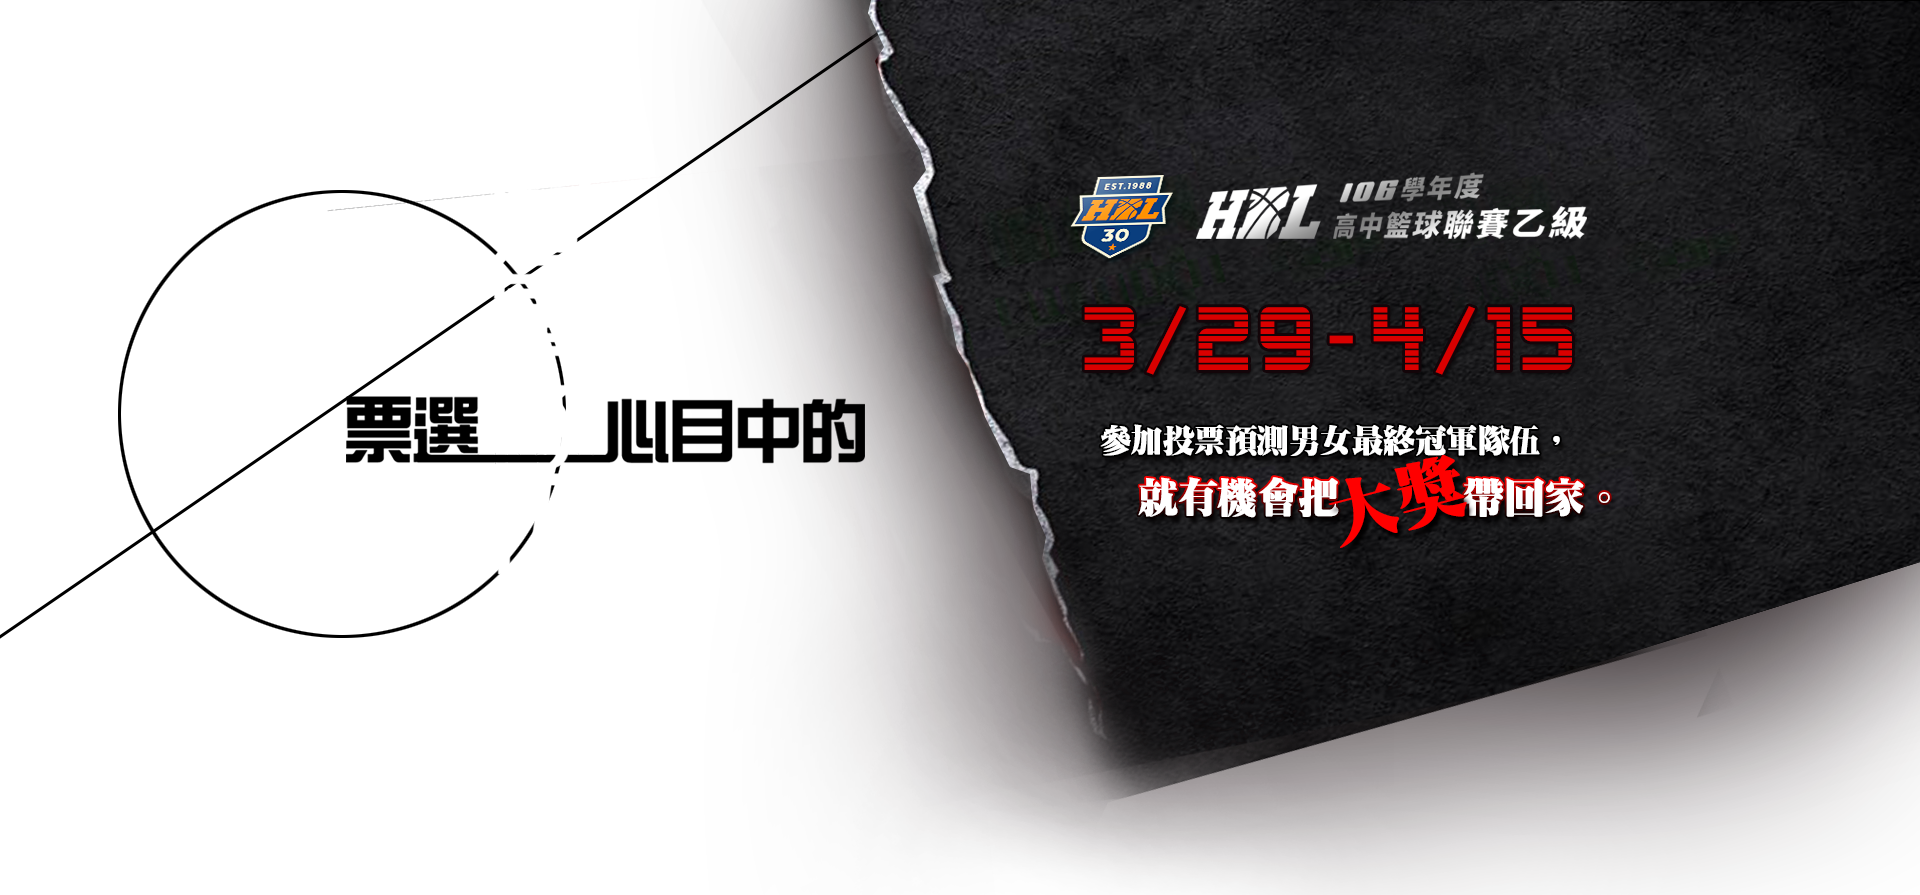 票選 心目中的
EST.1988
HBL
30
HBL
106學年度
高中籃球聯賽乙級
3/29-4/15
參加投票預測男女最終冠軍隊伍，
就有機會把大獎帶回家。